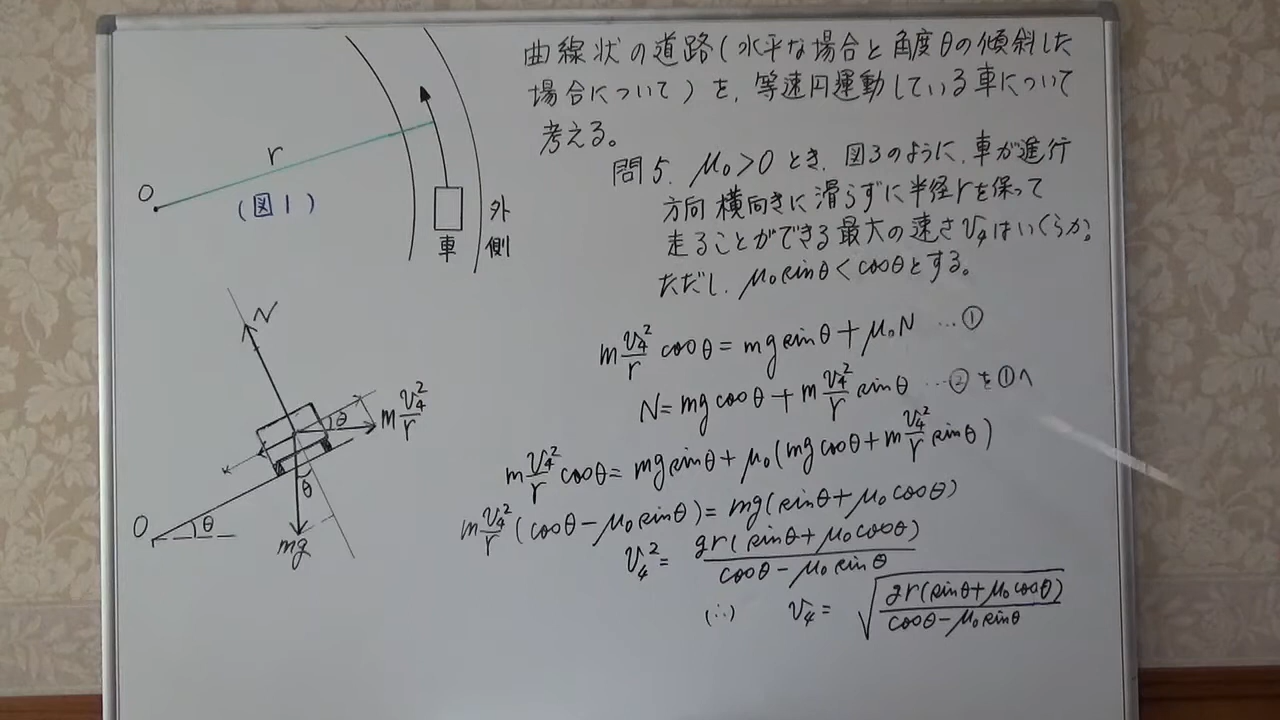 曲線状の道路(水平な場合と角度θの傾斜した
場合について)を、等速円運動している車について
考える。
問5. μ₀>0 とき、図3のように、車が進行
方向横向きに滑らずに半径rを保って
走ることができる最大の速さv₄はいくらか。
ただし、μ₀sinθ<cosθとする。
r
O
(図1)
外
側
車
N
m v₄²/r
θ
θ
O
θ
mg
m v₄²/r cosθ = mg sinθ + μ₀N …①
N = mg cosθ + m v₄²/r sinθ …②を①へ
m v₄²/r cosθ = mg sinθ + μ₀(mg cosθ + m v₄²/r sinθ)
m v₄²/r (cosθ − μ₀ sinθ) = mg(sinθ + μ₀ cosθ)
v₄² = gr(sinθ + μ₀ cosθ)/(cosθ − μ₀ sinθ)
(∴) v₄ = √(gr(sinθ + μ₀ cosθ)/(cosθ − μ₀ sinθ))